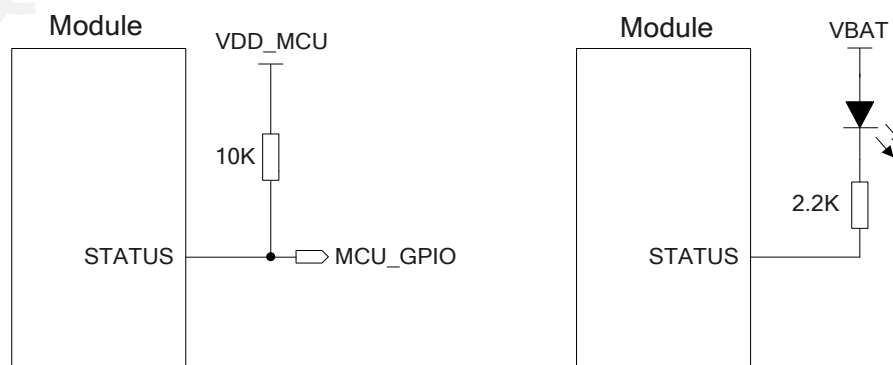 Module
VDD_MCU
10K
STATUS
MCU_GPIO
Module
VBAT
2.2K
STATUS